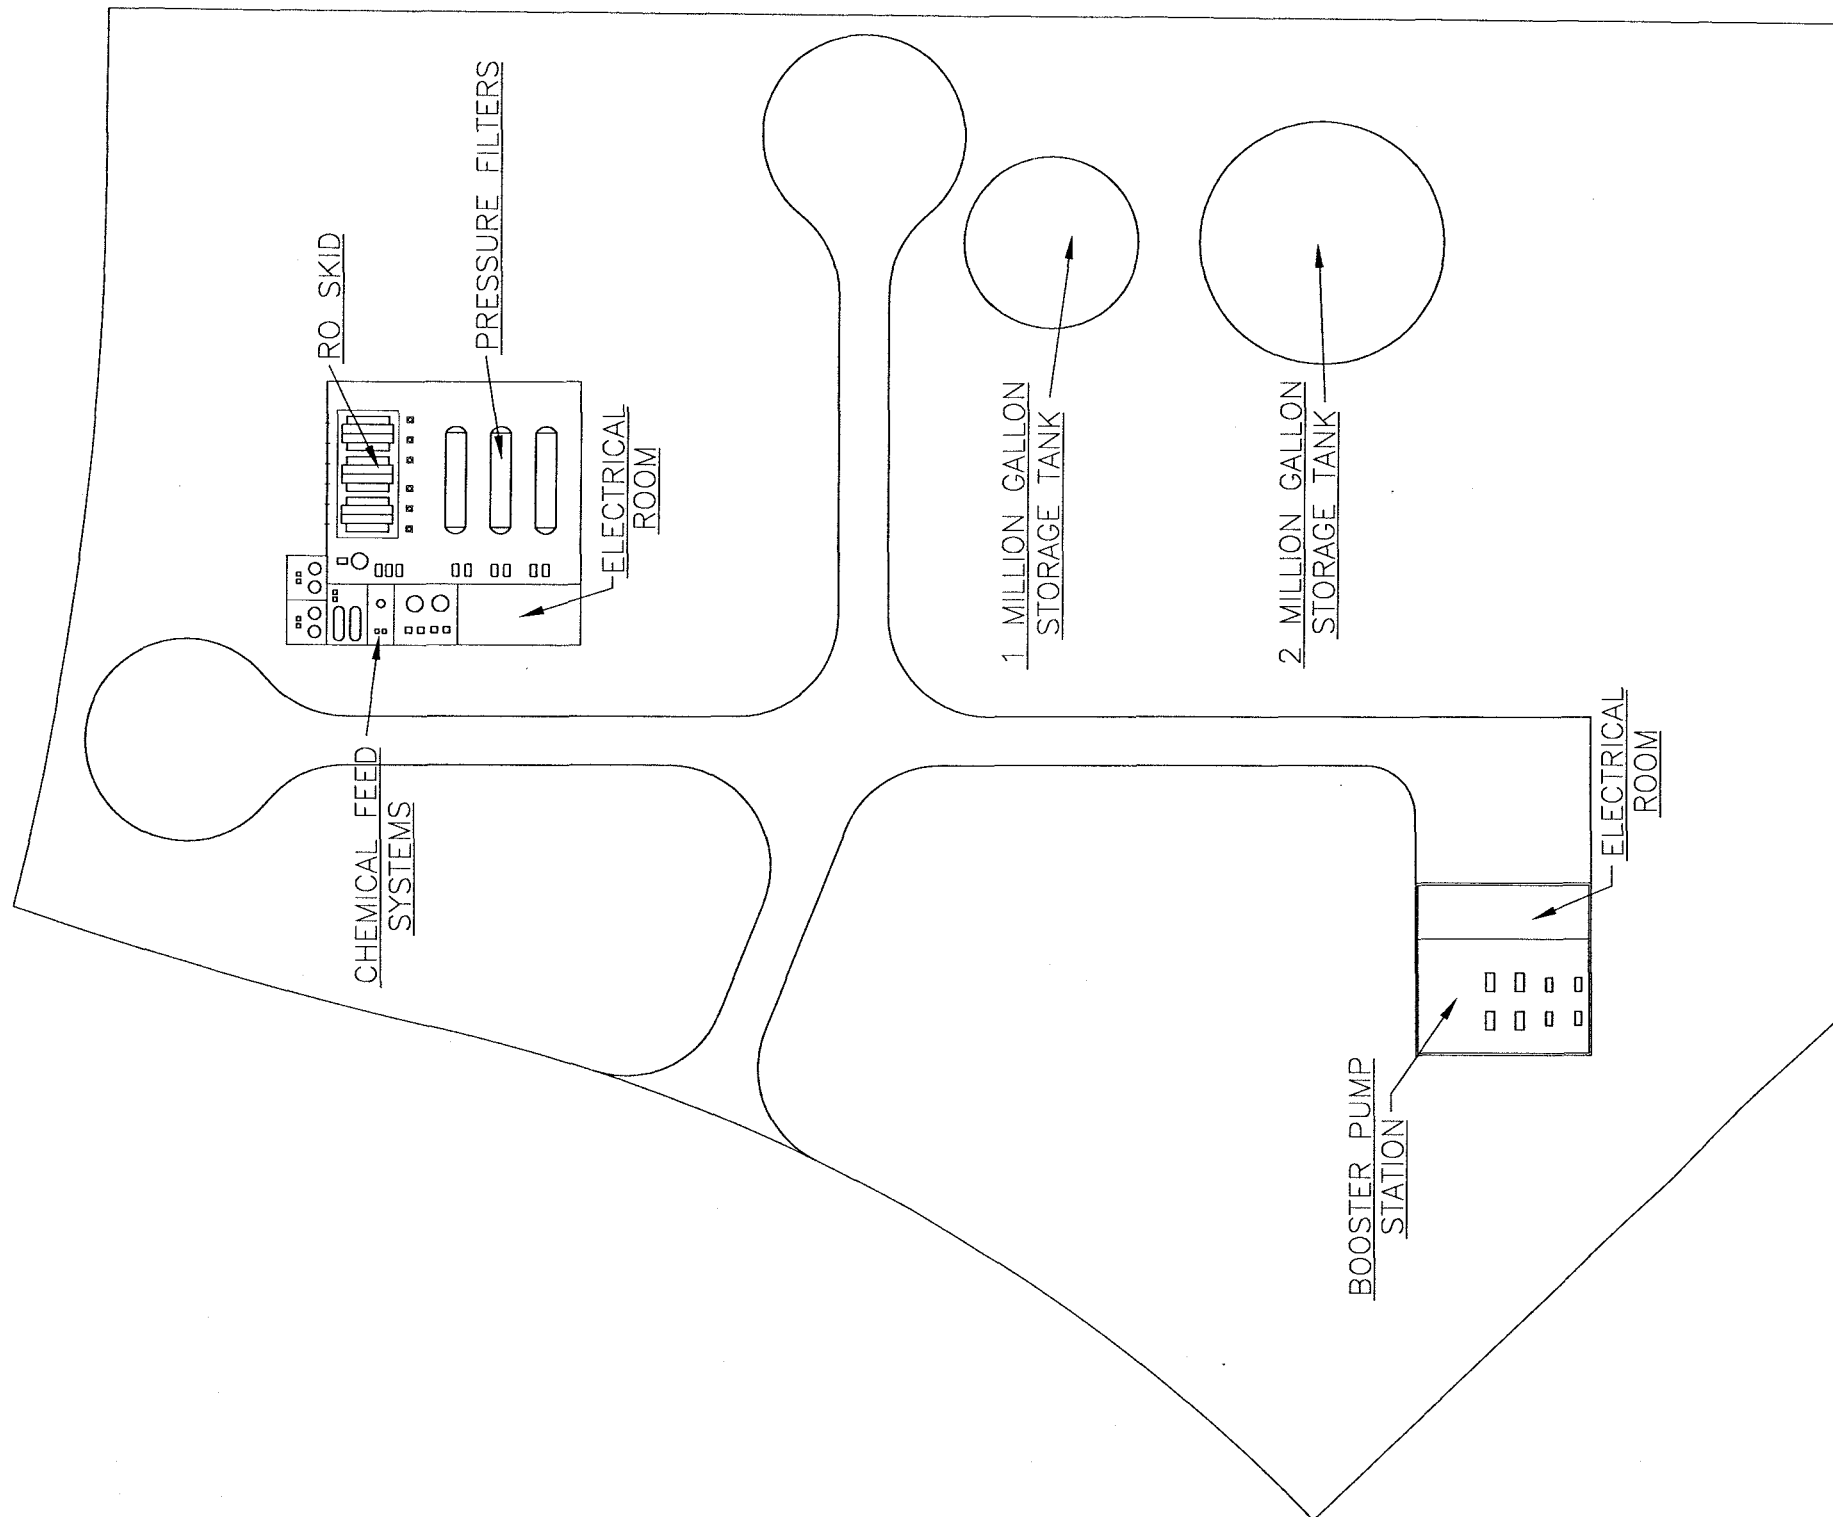 RO SKID
PRESSURE FILTERS
ELECTRICAL
ROOM
CHEMICAL FEED
SYSTEMS
1 MILLION GALLON
STORAGE TANK
2 MILLION GALLON
STORAGE TANK
ELECTRICAL
ROOM
BOOSTER PUMP
STATION